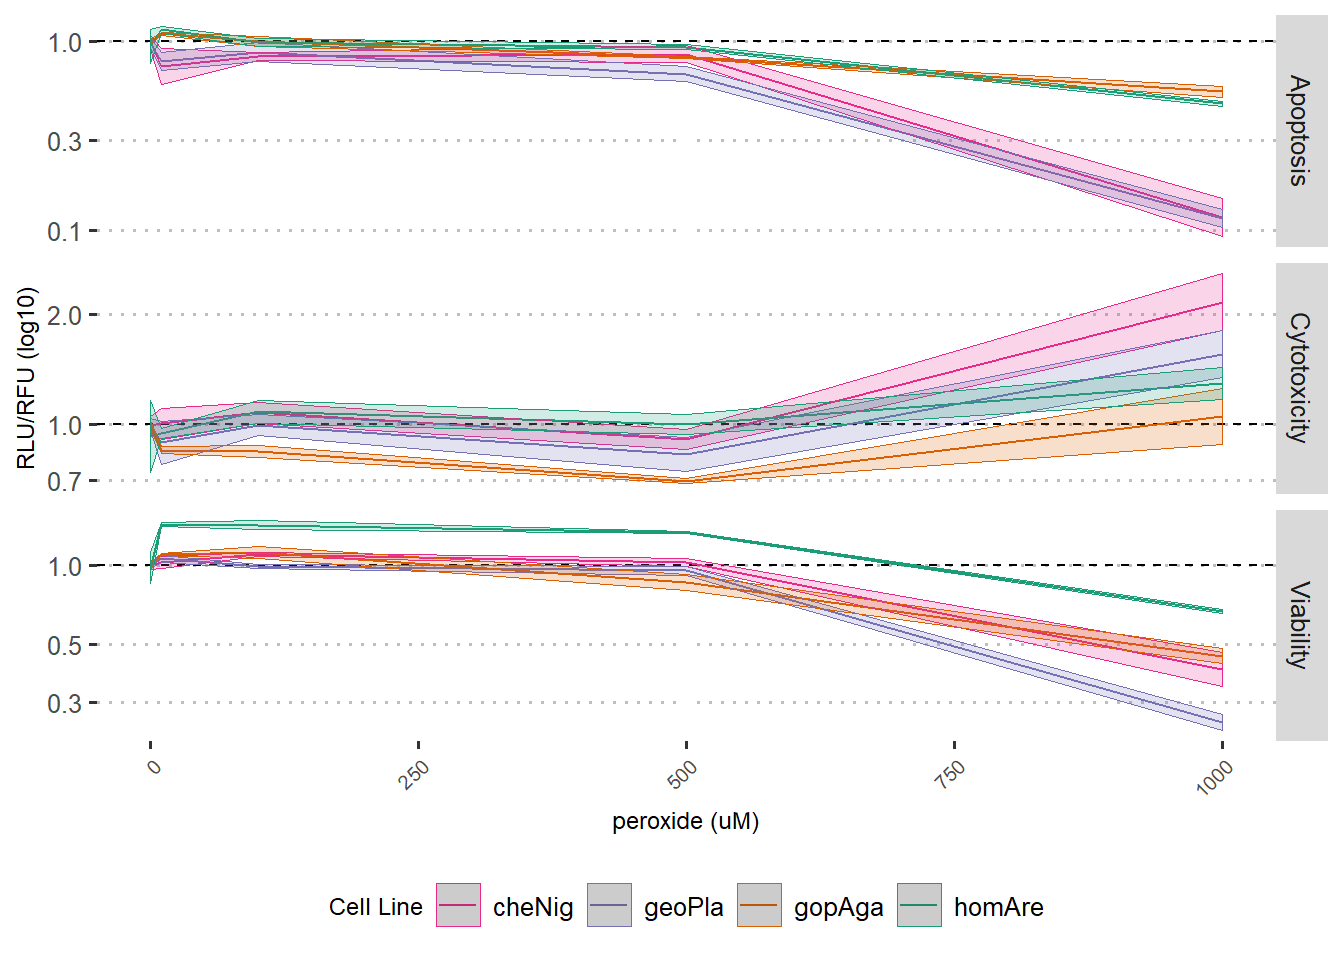 1.0
0.3
0.1
Apoptosis
2.0
1.0
0.7
Cytotoxicity
RLU/RFU (log10)
1.0
0.5
0.3
Viability
0
250
500
750
1000
peroxide (uM)
Cell Line cheNig geoPla gopAga homAre